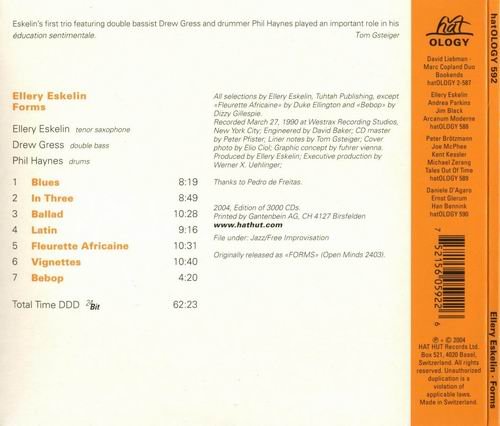 Eskelin's first trio featuring double bassist Drew Gress and drummer Phil Haynes played an important role in his
éducation sentimentale.
Tom Gsteiger
Ellery Eskelin
Forms
Ellery Eskelin tenor saxophone
Drew Gress double bass
Phil Haynes drums
1 Blues 8:19
2 In Three 8:49
3 Ballad 10:28
4 Latin 9:16
5 Fleurette Africaine 10:31
6 Vignettes 10:40
7 Bebop 4:20
Total Time DDD 24 Bit 62:23
All selections by Ellery Eskelin, Tuhtah Publishing, except
«Fleurette Africaine» by Duke Ellington and «Bebop» by
Dizzy Gillespie.
Recorded March 27, 1990 at Westrax Recording Studios,
New York City; Engineered by David Baker; CD master
by Peter Pfister; Liner notes by Tom Gsteiger; Cover
photo by Elio Ciol; Graphic concept by fuhrer vienna.
Produced by Ellery Eskelin; Executive production by
Werner X. Uehlinger;
Thanks to Pedro de Freitas.
2004, Edition of 3000 CDs.
Printed by Gantenbein AG, CH 4127 Birsfelden
www.hathut.com
File under: Jazz/Free Improvisation
Originally released as «FORMS» (Open Minds 2403).
hat
OLOGY
David Liebman -
Marc Copland Duo
Bookends
hatOLOGY 2-587
Ellery Eskelin
Andrea Parkins
Jim Black
Arcanum Moderne
hatOLOGY 588
Peter Brötzmann
Joe McPhee
Kent Kessler
Michael Zerang
Tales Out Of Time
hatOLOGY 589
Daniele D'Agaro
Ernst Glerum
Han Bennink
hatOLOGY 590
7 52156 05922 6
℗ + © 2004
HAT HUT Records Ltd.
Box 521, 4020 Basel,
Switzerland. All rights
reserved. Unauthorized
duplication is a
violation of
applicable laws.
Made in Switzerland.
hatOLOGY 592
Ellery Eskelin · Forms